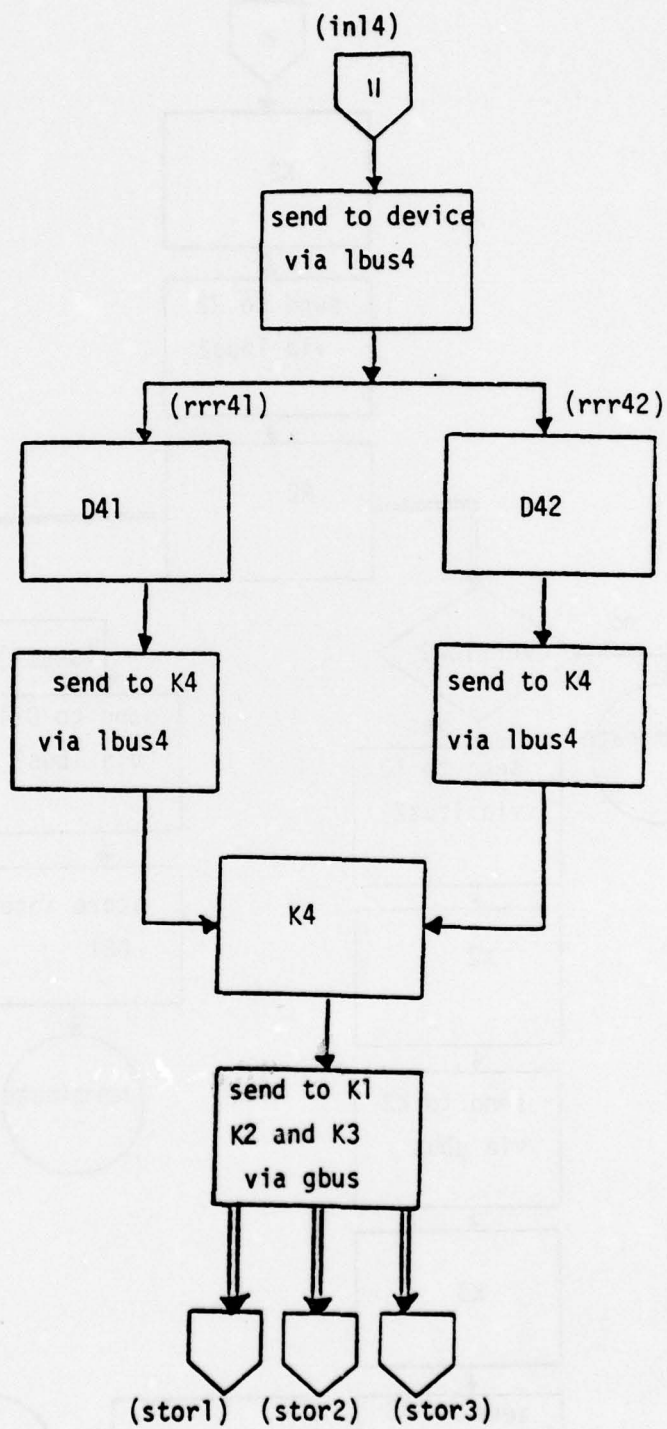 (inl4)
11
send to device
via lbus4
(rrr41)
(rrr42)
D41
D42
send to K4
via lbus4
send to K4
via lbus4
K4
send to K1
K2 and K3
via gbus
(stor1) (stor2) (stor3)